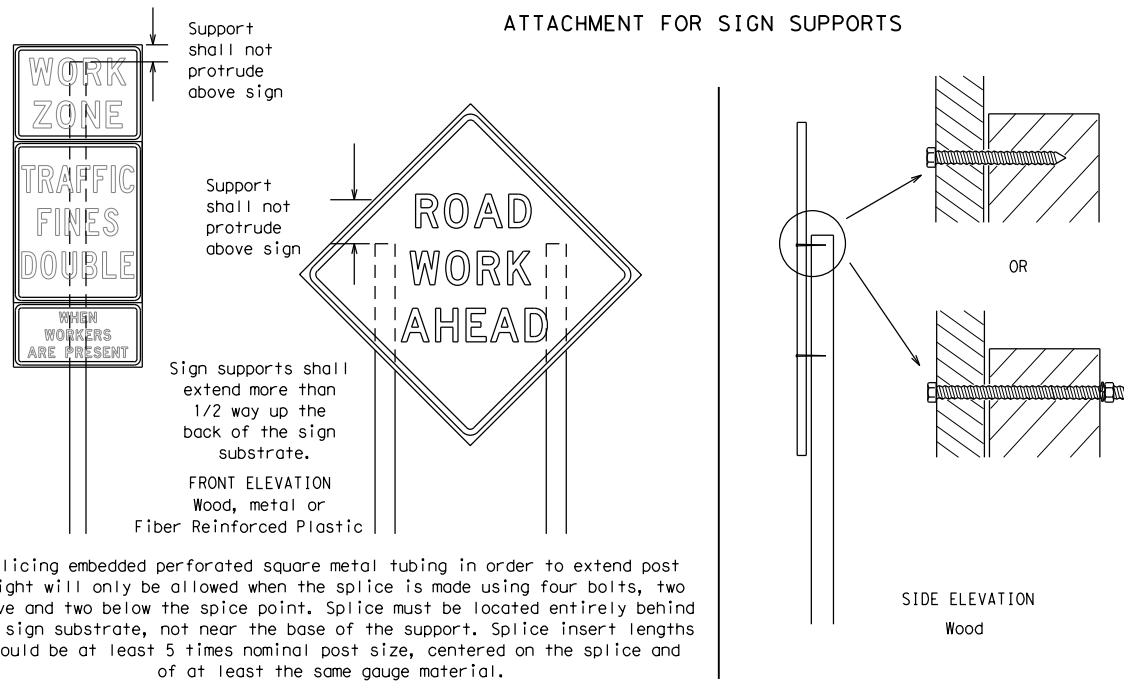 ATTACHMENT FOR SIGN SUPPORTS
Support
shall not
protrude
above sign
WORK
ZONE
TRAFFIC
FINES
DOUBLE
WHEN
WORKERS
ARE PRESENT
Support
shall not
protrude
above sign
ROAD
WORK
AHEAD
Sign supports shall
extend more than
1/2 way up the
back of the sign
substrate.
FRONT ELEVATION
Wood, metal or
Fiber Reinforced Plastic
OR
SIDE ELEVATION
Wood
licing embedded perforated square metal tubing in order to extend post
ight will only be allowed when the splice is made using four bolts, two
ve and two below the spice point. Splice must be located entirely behind
sign substrate, not near the base of the support. Splice insert lengths
ould be at least 5 times nominal post size, centered on the splice and
of at least the same gauge material.